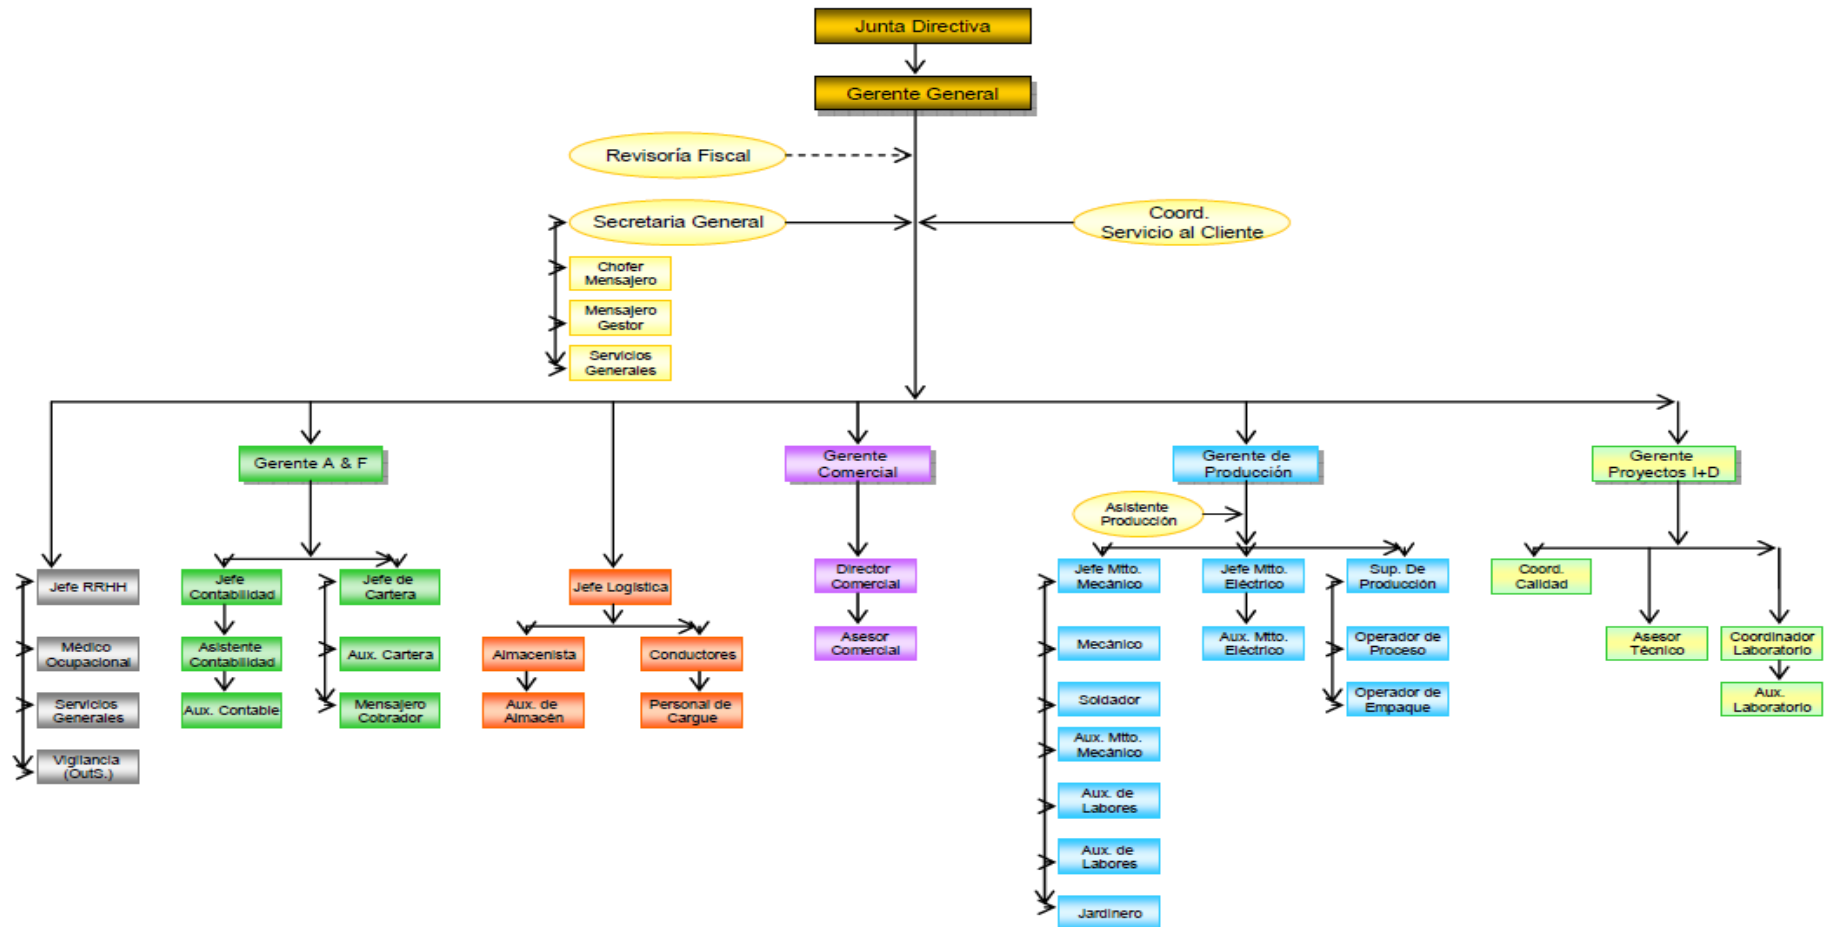 Junta Directiva
Gerente General
Revisoría Fiscal
Secretaria General
Coord.
Servicio al Cliente
Chofer
Mensajero
Mensajero
Gestor
Servicios
Generales
Gerente A & F
Gerente
Comercial
Gerente de
Producción
Gerente
Proyectos I+D
Asistente
Producción
Jefe RRHH
Médico
Ocupacional
Servicios
Generales
Vigilancia
(OutS.)
Jefe
Contabilidad
Asistente
Contabilidad
Aux. Contable
Jefe de
Cartera
Aux. Cartera
Mensajero
Cobrador
Jefe Logística
Almacenista
Aux. de
Almacén
Conductores
Personal de
Cargue
Director
Comercial
Asesor
Comercial
Jefe Mtto.
Mecánico
Mecánico
Soldador
Aux. Mtto.
Mecánico
Aux. de
Labores
Aux. de
Labores
Jardinero
Jefe Mtto.
Eléctrico
Aux. Mtto.
Eléctrico
Sup. De
Producción
Operador de
Proceso
Operador de
Empaque
Coord.
Calidad
Asesor
Técnico
Coordinador
Laboratorio
Aux.
Laboratorio